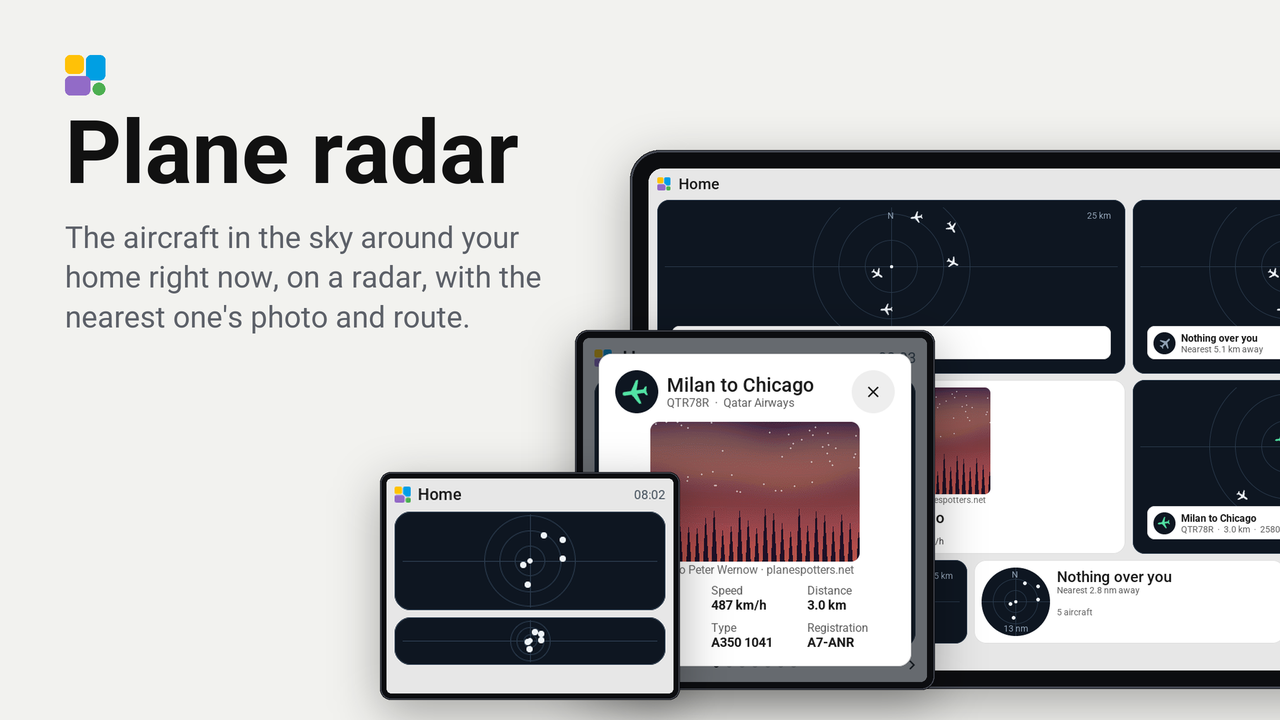 Plane radar
The aircraft in the sky around your
home right now, on a radar, with the
nearest one's photo and route.
Home
N
25 km
Nothing over you
Nearest 5.1 km away
Milan to Chicago
QTR78R · Qatar Airways
Peter Wernow · planespotters.net
Speed
487 km/h
Distance
3.0 km
Type
A350 1041
Registration
A7-ANR
Home
08:02
Milan to Chicago
QTR78R · 3.0 km · 2580
N
13 nm
Nothing over you
Nearest 2.8 nm away
5 aircraft